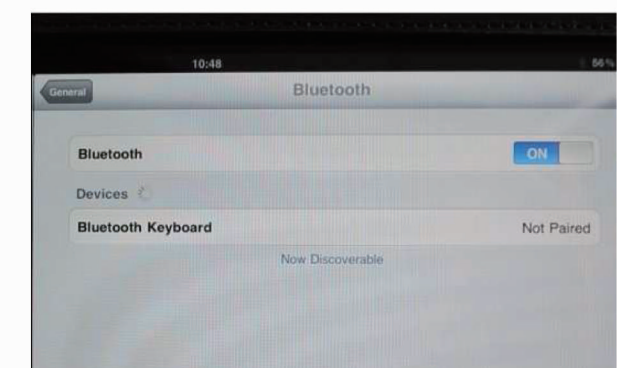 10:48 56%
General Bluetooth
Bluetooth ON
Devices
Bluetooth Keyboard Not Paired
Now Discoverable